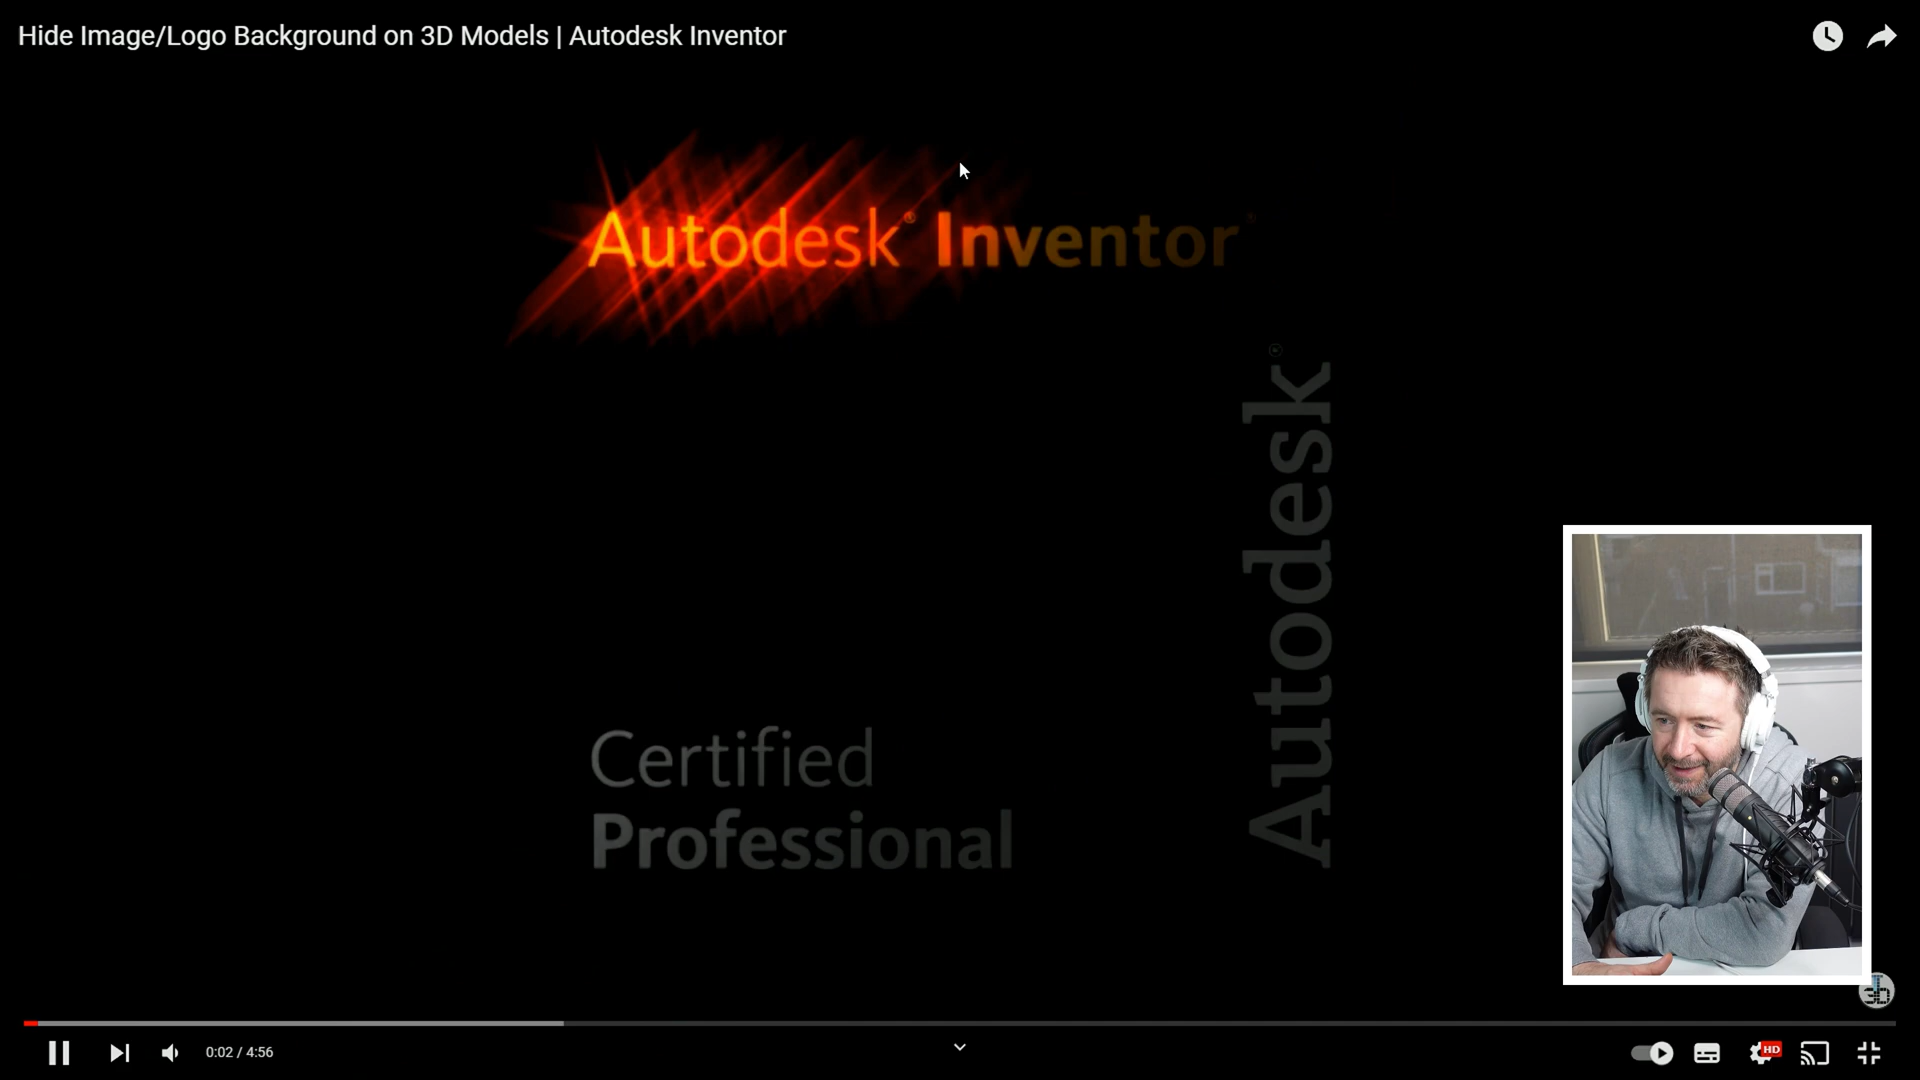 Hide Image/Logo Background on 3D Models | Autodesk Inventor
Autodesk® Inventor®
Autodesk®
Certified
Professional
0:02 / 4:56
HD